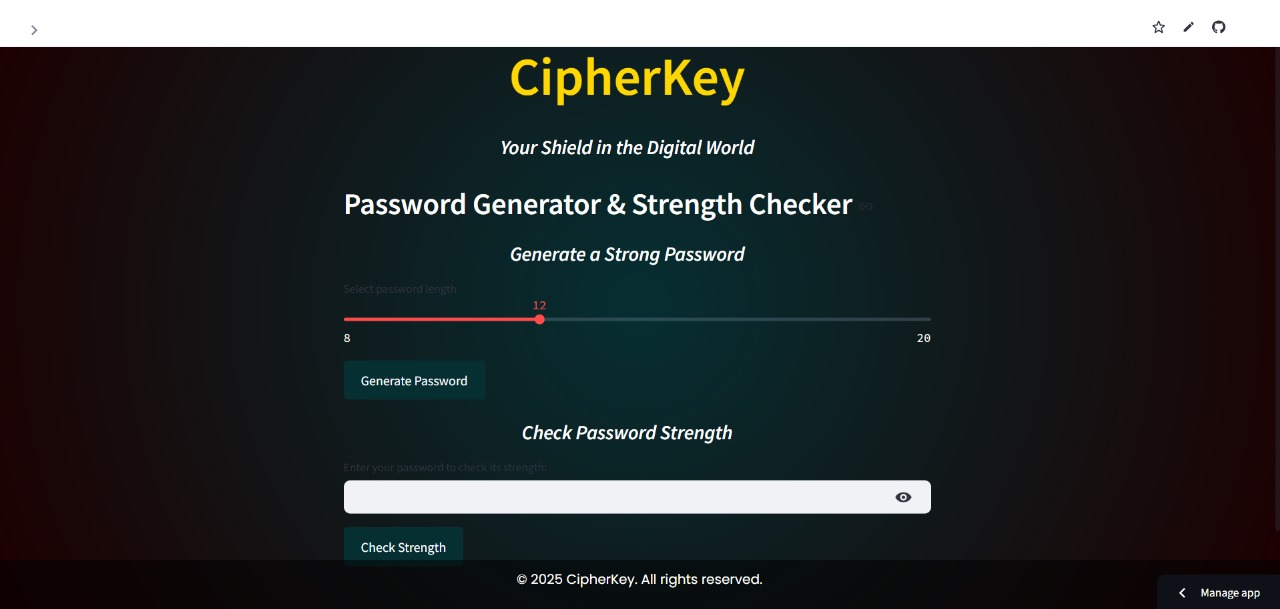 CipherKey
Your Shield in the Digital World
Password Generator & Strength Checker
Generate a Strong Password
Select password length
12
8 20
Generate Password
Check Password Strength
Enter your password to check its strength:
Check Strength
© 2025 CipherKey. All rights reserved.
Manage app